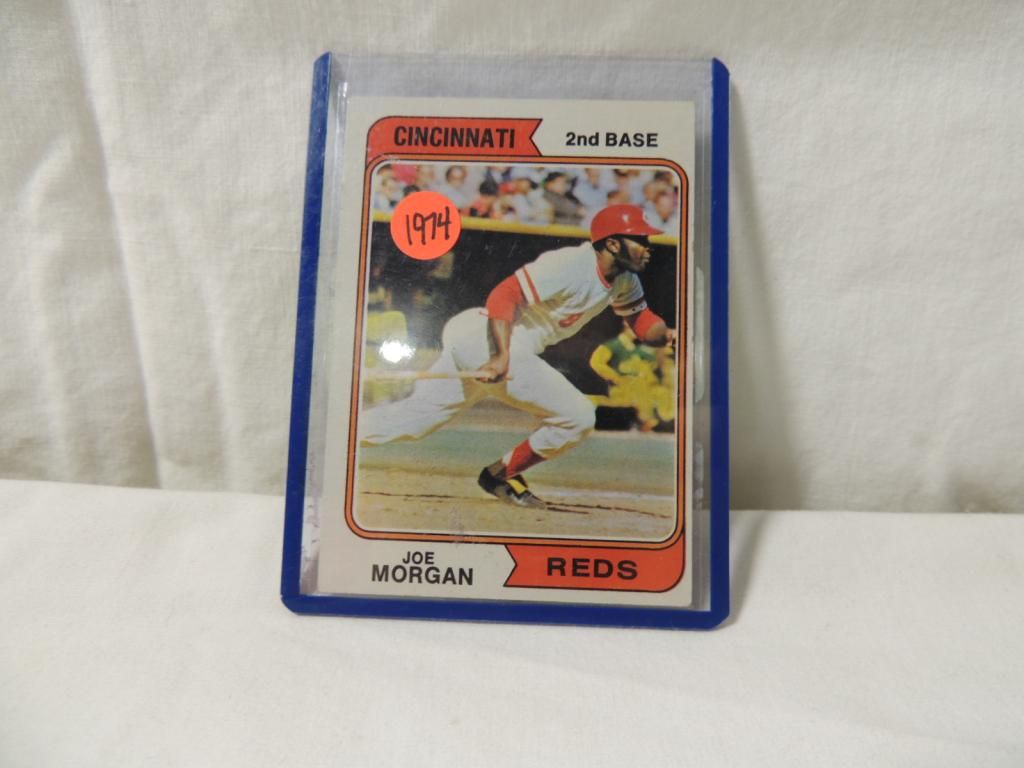 CINCINNATI
2nd BASE
1974
JOE
MORGAN
REDS